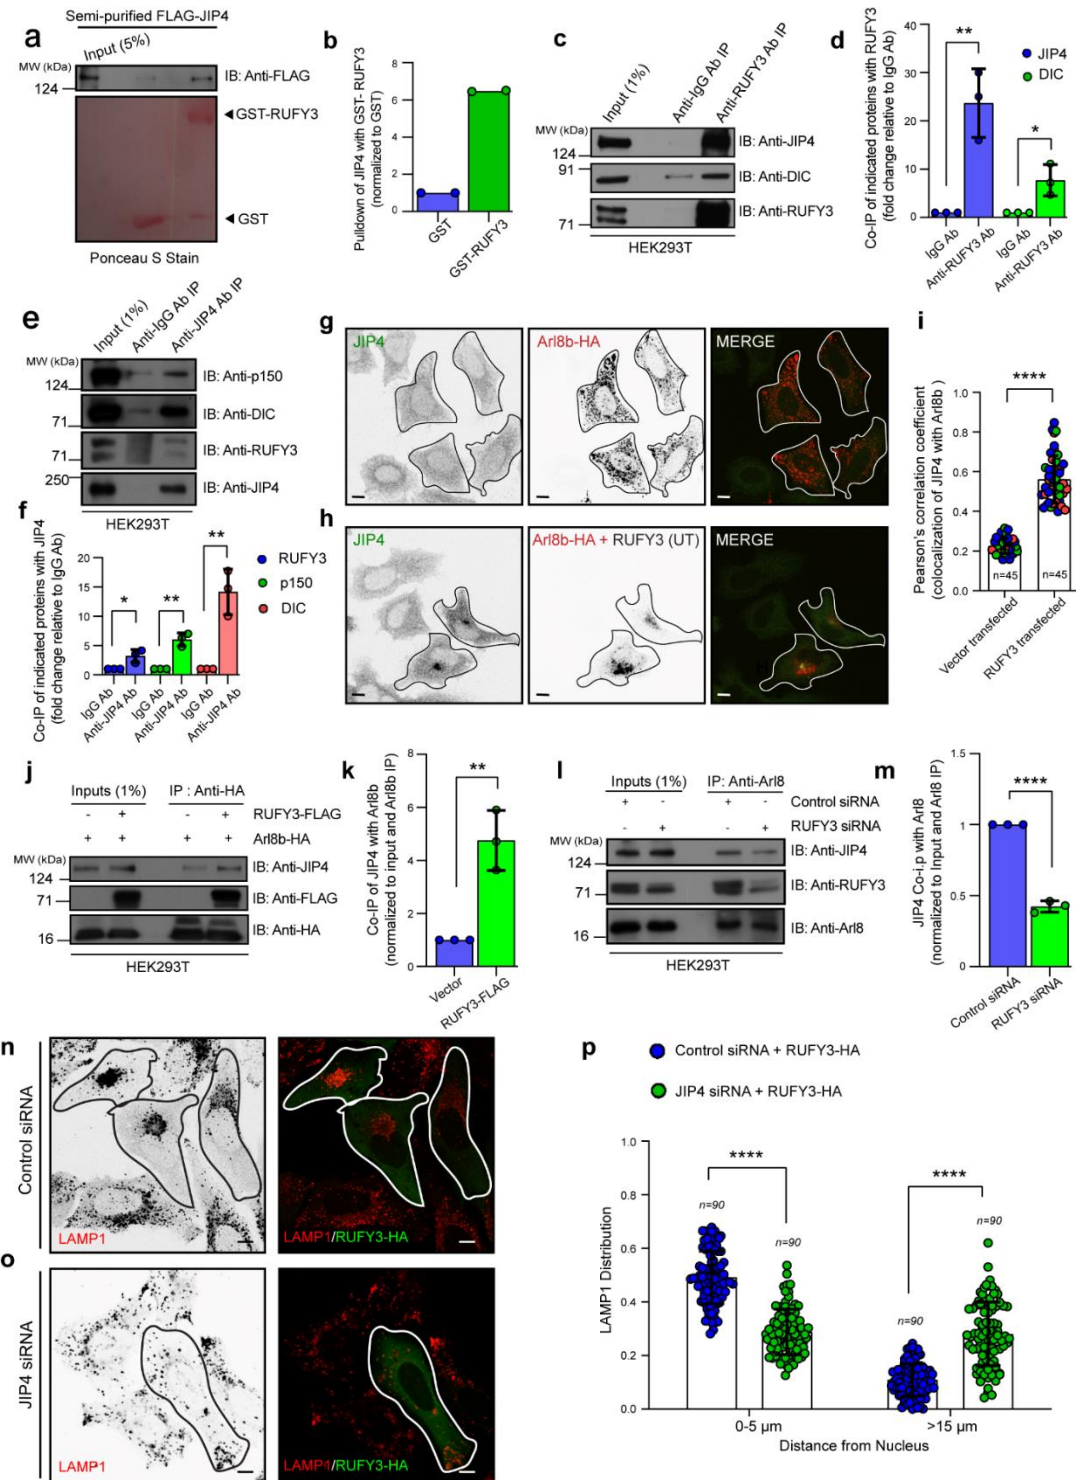 a
Semi-purified FLAG-JIP4
Input (5%)
MW (kDa)
124
IB: Anti-FLAG
GST-RUFY3
GST
Ponceau S Stain
b
Pulldown of JIP4 with GST- RUFY3
(normalized to GST)
8
6
4
2
0
GST
GST-RUFY3
c
Input (1%)
Anti-IgG Ab IP
Anti-RUFY3 Ab IP
MW (kDa)
124
91
71
IB: Anti-JIP4
IB: Anti-DIC
IB: Anti-RUFY3
HEK293T
d
Co-IP of indicated proteins with RUFY3
(fold change relative to IgG Ab)
40
30
20
10
0
**
*
JIP4
DIC
IgG Ab
Anti-RUFY3 Ab
IgG Ab
Anti-RUFY3 Ab
e
Input (1%)
Anti-IgG Ab IP
Anti-JIP4 Ab IP
MW (kDa)
124
71
71
250
IB: Anti-p150
IB: Anti-DIC
IB: Anti-RUFY3
IB: Anti-JIP4
HEK293T
f
Co-IP of indicated proteins with JIP4
(fold change relative to IgG Ab)
20
15
10
5
0
*
**
**
RUFY3
p150
DIC
IgG Ab
Anti-JIP4 Ab
IgG Ab
Anti-JIP4 Ab
IgG Ab
Anti-JIP4 Ab
g
JIP4
Arl8b-HA
MERGE
h
JIP4
Arl8b-HA + RUFY3 (UT)
MERGE
i
Pearson's correlation coefficient
(colocalization of JIP4 with Arl8b)
1.0
0.8
0.6
0.4
0.2
0.0
****
n=45
n=45
Vector transfected
RUFY3 transfected
j
Inputs (1%)
IP : Anti-HA
- + - + RUFY3-FLAG
+ + + + Arl8b-HA
MW (kDa)
124
71
16
IB: Anti-JIP4
IB: Anti-FLAG
IB: Anti-HA
HEK293T
k
Co-IP of JIP4 with Arl8b
(normalized to input and Arl8b IP)
8
6
4
2
0
**
Vector
RUFY3-FLAG
l
Inputs (1%)
IP: Anti-Arl8
+ - + - Control siRNA
- + - + RUFY3 siRNA
MW (kDa)
124
71
16
IB: Anti-JIP4
IB: Anti-RUFY3
IB: Anti-Arl8
HEK293T
m
JIP4 Co-i.p with Arl8
(normalized to Input and Arl8 IP)
1.5
1.0
0.5
0.0
****
Control siRNA
RUFY3 siRNA
n
Control siRNA
LAMP1
LAMP1/RUFY3-HA
o
JIP4 siRNA
LAMP1
LAMP1/RUFY3-HA
p
Control siRNA + RUFY3-HA
JIP4 siRNA + RUFY3-HA
LAMP1 Distribution
1.0
0.8
0.6
0.4
0.2
0.0
****
****
n=90
n=90
n=90
n=90
0-5 µm
>15 µm
Distance from Nucleus